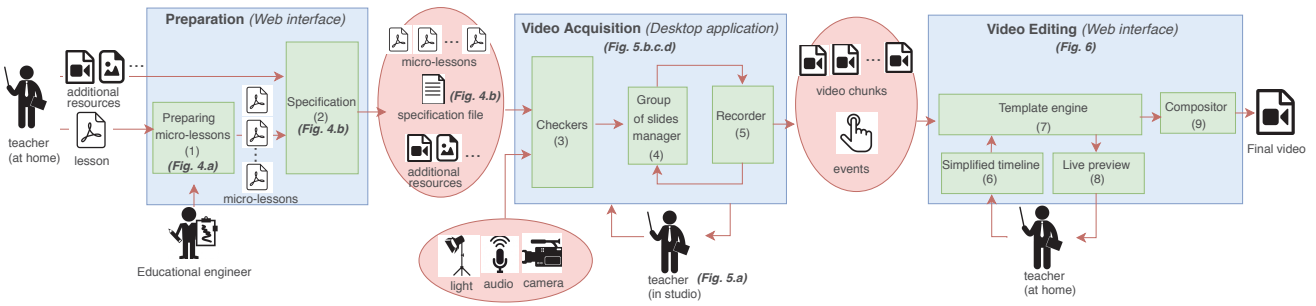 Preparation (Web interface)
additional
resources
teacher
(at home)
lesson
Preparing
micro-lessons
(1)
(Fig. 4.a)
micro-lessons
Specification
(2)
(Fig. 4.b)
Educational engineer
micro-lessons
(Fig. 4.b)
specification file
additional
resources
Video Acquisition (Desktop application)
(Fig. 5.b.c.d)
Checkers
(3)
Group
of slides
manager
(4)
Recorder
(5)
light
audio
camera
teacher
(in studio)
(Fig. 5.a)
video chunks
events
Video Editing (Web interface)
(Fig. 6)
Template engine
(7)
Compositor
(9)
Simplified timeline
(6)
Live preview
(8)
teacher
(at home)
Final video